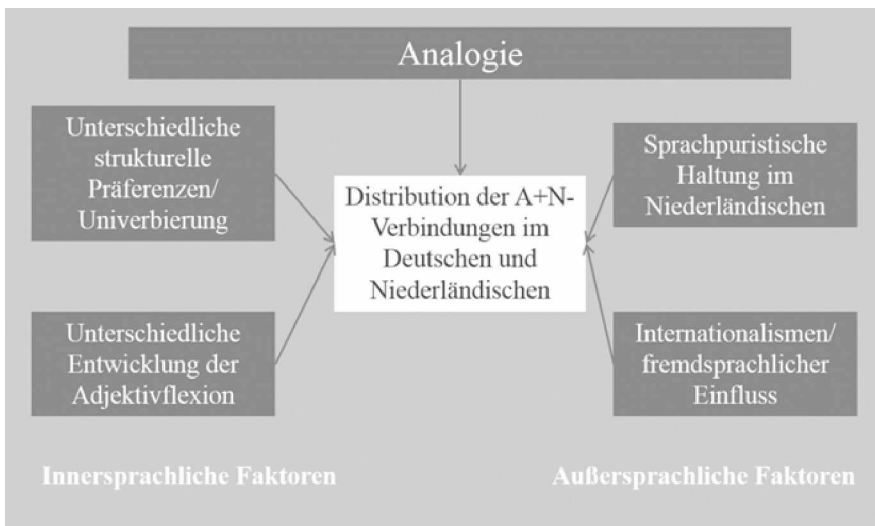 Analogie
Unterschiedliche
strukturelle
Präferenzen/
Univerbierung
Sprachpuristische
Haltung im
Niederländischen
Distribution der A+N-
Verbindungen im
Deutschen und
Niederländischen
Unterschiedliche
Entwicklung der
Adjektivflexion
Internationalismen/
fremdsprachlicher
Einfluss
Innersprachliche Faktoren
Außersprachliche Faktoren